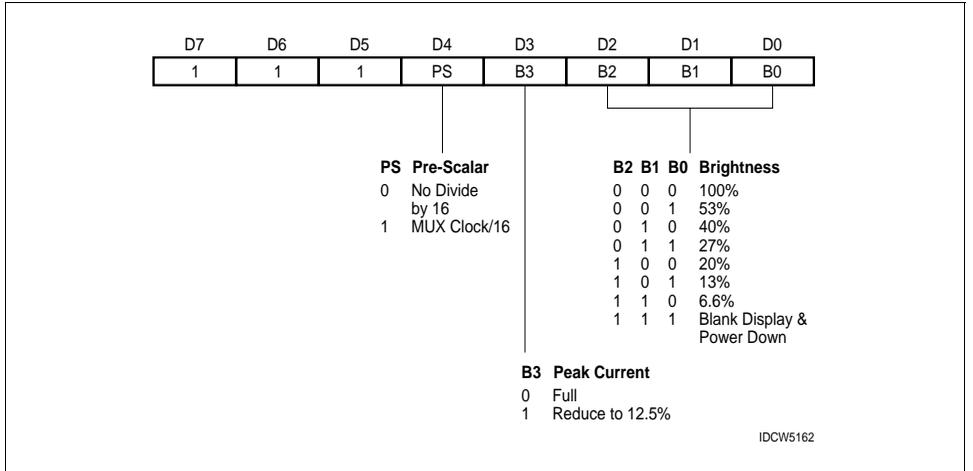 D7 D6 D5 D4 D3 D2 D1 D0
1 1 1 PS B3 B2 B1 B0
PS Pre-Scalar
0 No Divide
by 16
1 MUX Clock/16
B2 B1 B0 Brightness
0 0 0 100%
0 0 1 53%
0 1 0 40%
0 1 1 27%
1 0 0 20%
1 0 1 13%
1 1 0 6.6%
1 1 1 Blank Display &
Power Down
B3 Peak Current
0 Full
1 Reduce to 12.5%
IDCW5162